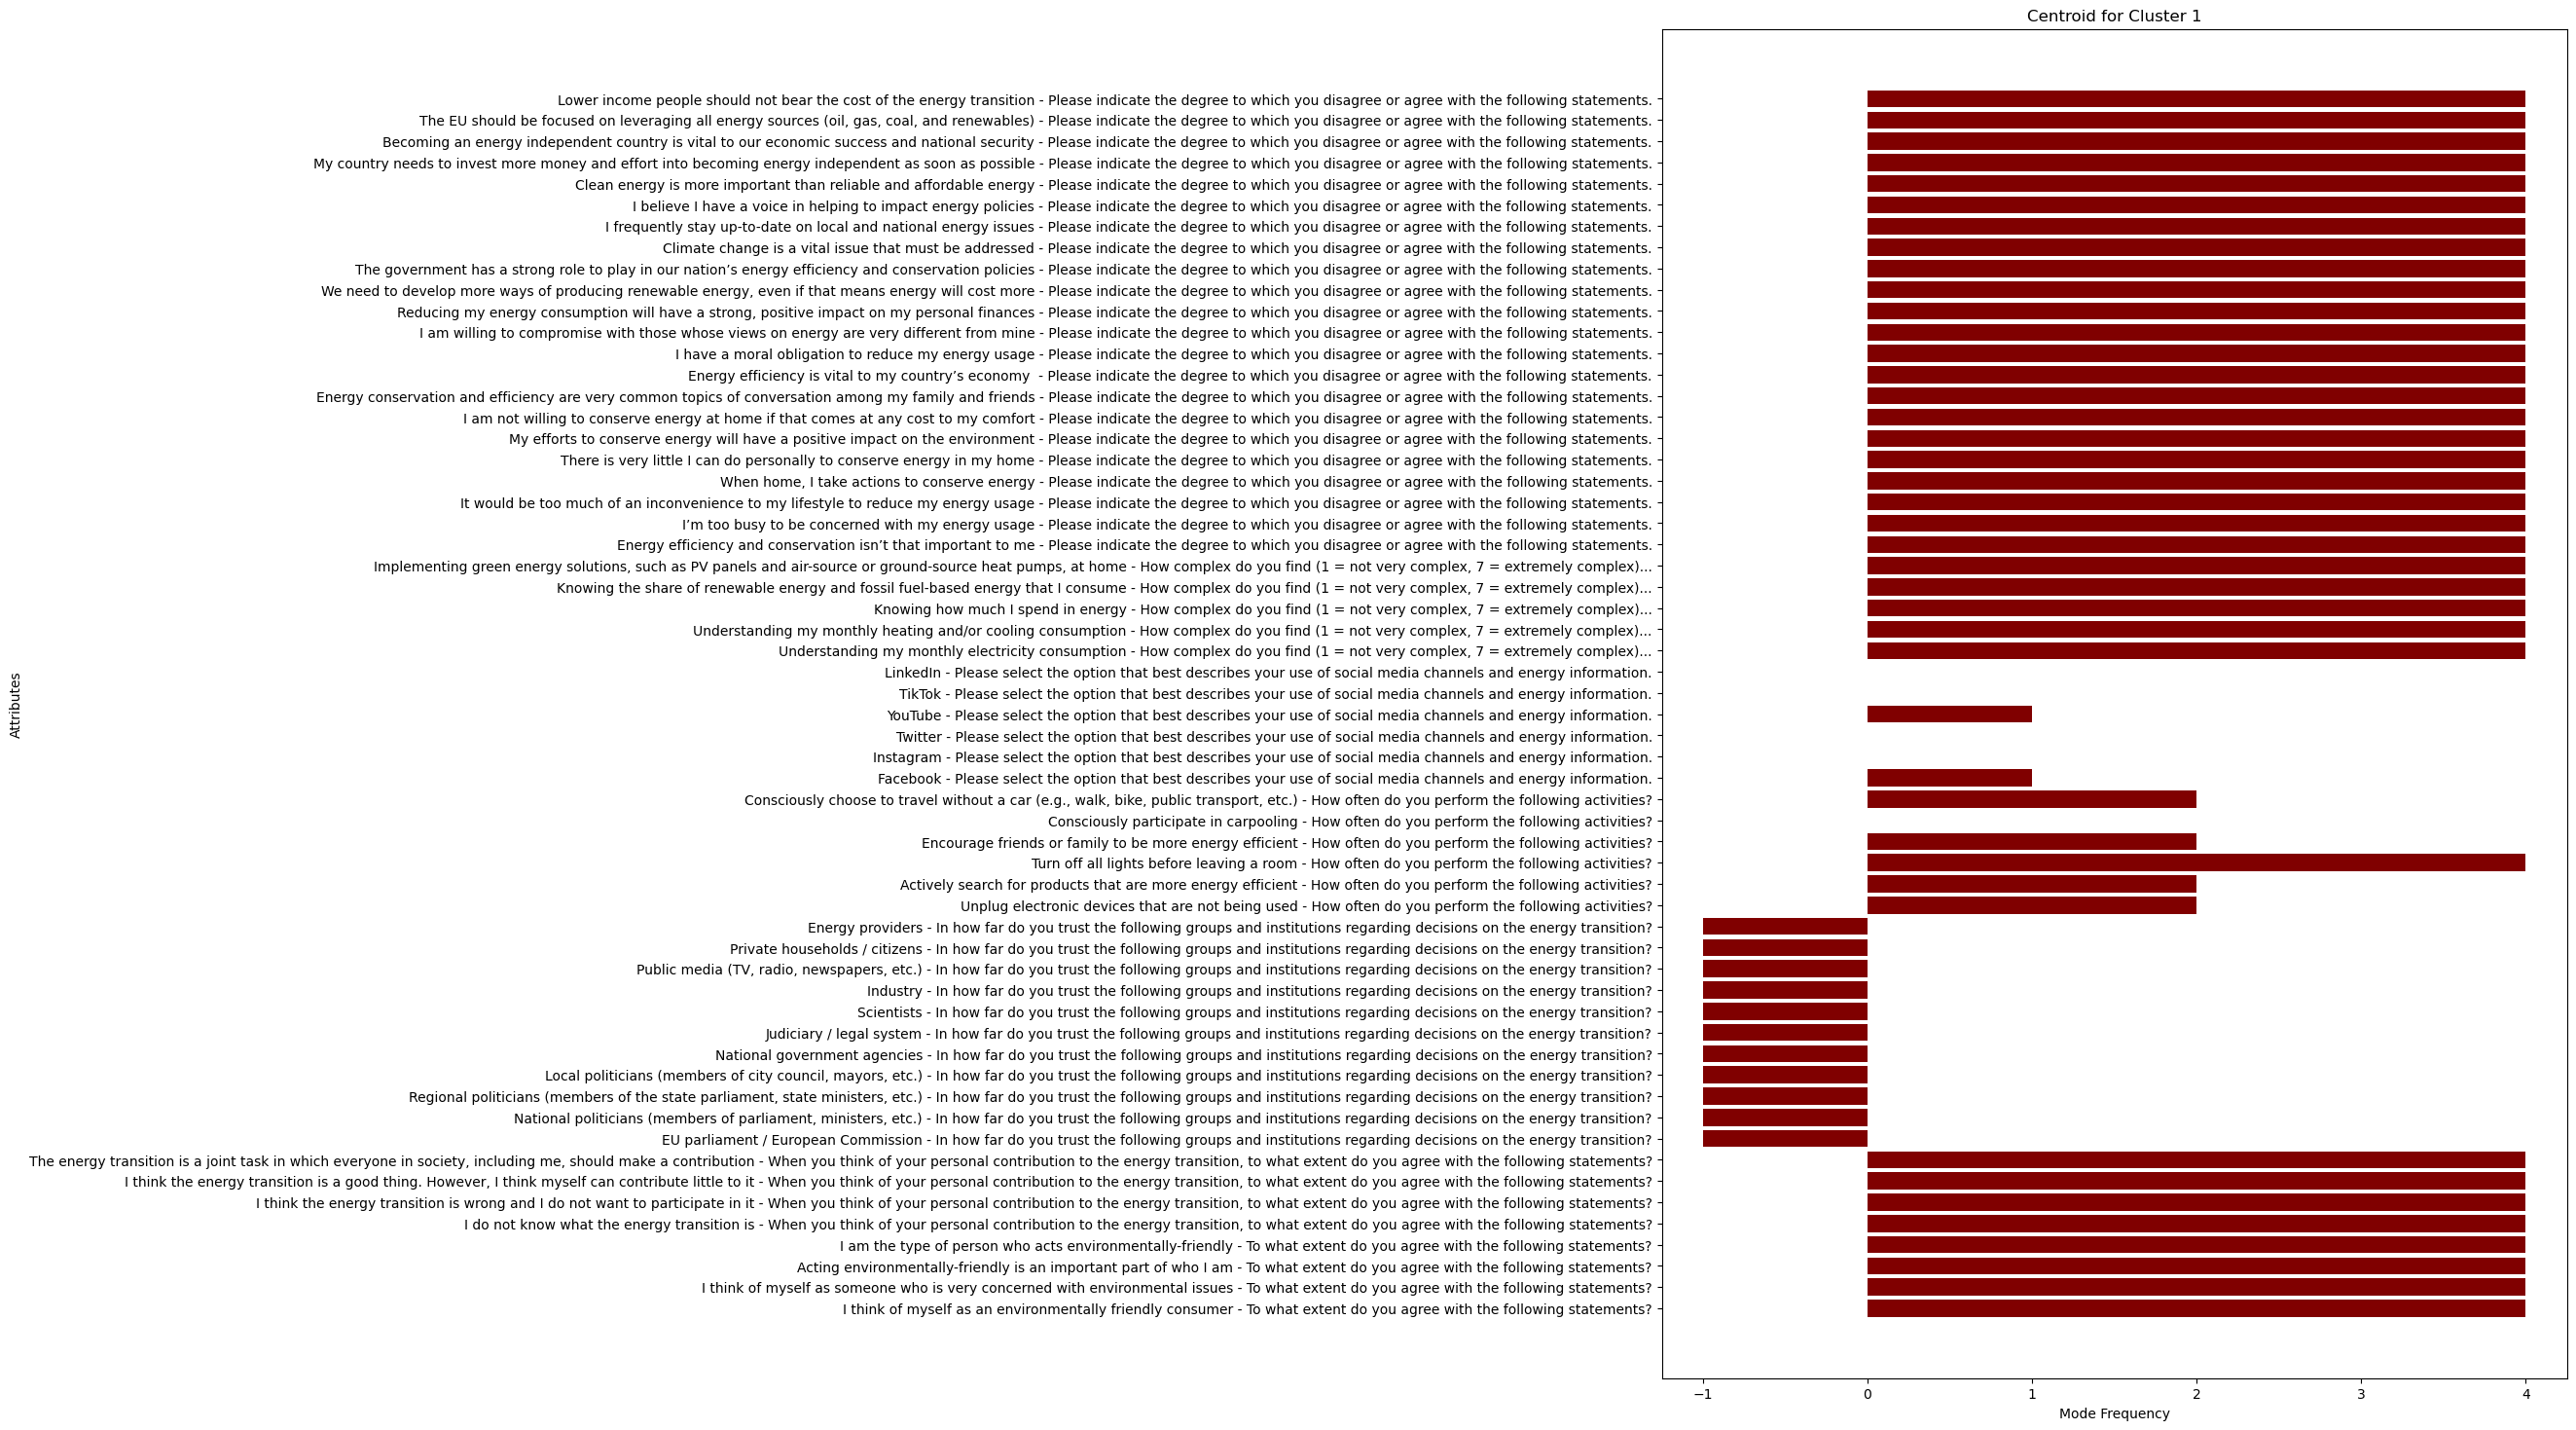 Centroid for Cluster 1
Lower income people should not bear the cost of the energy transition - Please indicate the degree to which you disagree or agree with the following statements.
The EU should be focused on leveraging all energy sources (oil, gas, coal, and renewables) - Please indicate the degree to which you disagree or agree with the following statements.
Becoming an energy independent country is vital to our economic success and national security - Please indicate the degree to which you disagree or agree with the following statements.
My country needs to invest more money and effort into becoming energy independent as soon as possible - Please indicate the degree to which you disagree or agree with the following statements.
Clean energy is more important than reliable and affordable energy - Please indicate the degree to which you disagree or agree with the following statements.
I believe I have a voice in helping to impact energy policies - Please indicate the degree to which you disagree or agree with the following statements.
I frequently stay up-to-date on local and national energy issues - Please indicate the degree to which you disagree or agree with the following statements.
Climate change is a vital issue that must be addressed - Please indicate the degree to which you disagree or agree with the following statements.
The government has a strong role to play in our nation’s energy efficiency and conservation policies - Please indicate the degree to which you disagree or agree with the following statements.
We need to develop more ways of producing renewable energy, even if that means energy will cost more - Please indicate the degree to which you disagree or agree with the following statements.
Reducing my energy consumption will have a strong, positive impact on my personal finances - Please indicate the degree to which you disagree or agree with the following statements.
I am willing to compromise with those whose views on energy are very different from mine - Please indicate the degree to which you disagree or agree with the following statements.
I have a moral obligation to reduce my energy usage - Please indicate the degree to which you disagree or agree with the following statements.
Energy efficiency is vital to my country’s economy  - Please indicate the degree to which you disagree or agree with the following statements.
Energy conservation and efficiency are very common topics of conversation among my family and friends - Please indicate the degree to which you disagree or agree with the following statements.
I am not willing to conserve energy at home if that comes at any cost to my comfort - Please indicate the degree to which you disagree or agree with the following statements.
My efforts to conserve energy will have a positive impact on the environment - Please indicate the degree to which you disagree or agree with the following statements.
There is very little I can do personally to conserve energy in my home - Please indicate the degree to which you disagree or agree with the following statements.
When home, I take actions to conserve energy - Please indicate the degree to which you disagree or agree with the following statements.
It would be too much of an inconvenience to my lifestyle to reduce my energy usage - Please indicate the degree to which you disagree or agree with the following statements.
I’m too busy to be concerned with my energy usage - Please indicate the degree to which you disagree or agree with the following statements.
Energy efficiency and conservation isn’t that important to me - Please indicate the degree to which you disagree or agree with the following statements.
Implementing green energy solutions, such as PV panels and air-source or ground-source heat pumps, at home - How complex do you find (1 = not very complex, 7 = extremely complex)...
Knowing the share of renewable energy and fossil fuel-based energy that I consume - How complex do you find (1 = not very complex, 7 = extremely complex)...
Knowing how much I spend in energy - How complex do you find (1 = not very complex, 7 = extremely complex)...
Understanding my monthly heating and/or cooling consumption - How complex do you find (1 = not very complex, 7 = extremely complex)...
Understanding my monthly electricity consumption - How complex do you find (1 = not very complex, 7 = extremely complex)...
LinkedIn - Please select the option that best describes your use of social media channels and energy information.
TikTok - Please select the option that best describes your use of social media channels and energy information.
YouTube - Please select the option that best describes your use of social media channels and energy information.
Twitter - Please select the option that best describes your use of social media channels and energy information.
Instagram - Please select the option that best describes your use of social media channels and energy information.
Facebook - Please select the option that best describes your use of social media channels and energy information.
Consciously choose to travel without a car (e.g., walk, bike, public transport, etc.) - How often do you perform the following activities?
Consciously participate in carpooling - How often do you perform the following activities?
Encourage friends or family to be more energy efficient - How often do you perform the following activities?
Turn off all lights before leaving a room - How often do you perform the following activities?
Actively search for products that are more energy efficient - How often do you perform the following activities?
Unplug electronic devices that are not being used - How often do you perform the following activities?
Energy providers - In how far do you trust the following groups and institutions regarding decisions on the energy transition?
Private households / citizens - In how far do you trust the following groups and institutions regarding decisions on the energy transition?
Public media (TV, radio, newspapers, etc.) - In how far do you trust the following groups and institutions regarding decisions on the energy transition?
Industry - In how far do you trust the following groups and institutions regarding decisions on the energy transition?
Scientists - In how far do you trust the following groups and institutions regarding decisions on the energy transition?
Judiciary / legal system - In how far do you trust the following groups and institutions regarding decisions on the energy transition?
National government agencies - In how far do you trust the following groups and institutions regarding decisions on the energy transition?
Local politicians (members of city council, mayors, etc.) - In how far do you trust the following groups and institutions regarding decisions on the energy transition?
Regional politicians (members of the state parliament, state ministers, etc.) - In how far do you trust the following groups and institutions regarding decisions on the energy transition?
National politicians (members of parliament, ministers, etc.) - In how far do you trust the following groups and institutions regarding decisions on the energy transition?
EU parliament / European Commission - In how far do you trust the following groups and institutions regarding decisions on the energy transition?
The energy transition is a joint task in which everyone in society, including me, should make a contribution - When you think of your personal contribution to the energy transition, to what extent do you agree with the following statements?
I think the energy transition is a good thing. However, I think myself can contribute little to it - When you think of your personal contribution to the energy transition, to what extent do you agree with the following statements?
I think the energy transition is wrong and I do not want to participate in it - When you think of your personal contribution to the energy transition, to what extent do you agree with the following statements?
I do not know what the energy transition is - When you think of your personal contribution to the energy transition, to what extent do you agree with the following statements?
I am the type of person who acts environmentally-friendly - To what extent do you agree with the following statements?
Acting environmentally-friendly is an important part of who I am - To what extent do you agree with the following statements?
I think of myself as someone who is very concerned with environmental issues - To what extent do you agree with the following statements?
I think of myself as an environmentally friendly consumer - To what extent do you agree with the following statements?
Attributes
−1 0 1 2 3 4
Mode Frequency